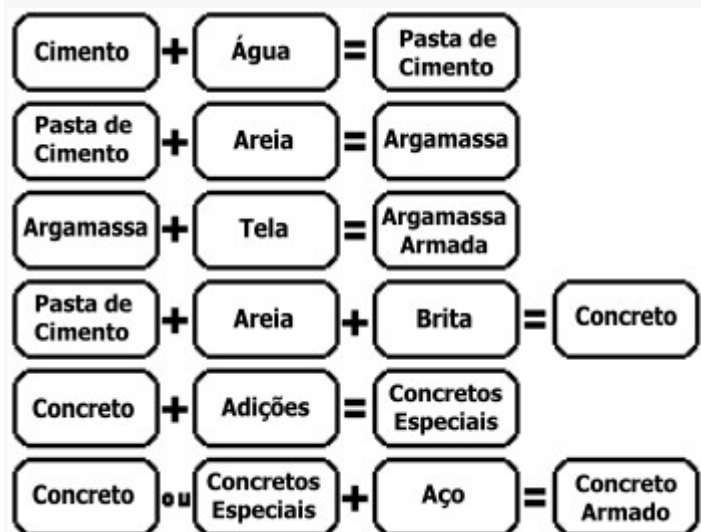 Cimento + Água = Pasta de Cimento
Pasta de Cimento + Areia = Argamassa
Argamassa + Tela = Argamassa Armada
Pasta de Cimento + Areia + Brita = Concreto
Concreto + Adições = Concretos Especiais
Concreto ou Concretos Especiais + Aço = Concreto Armado